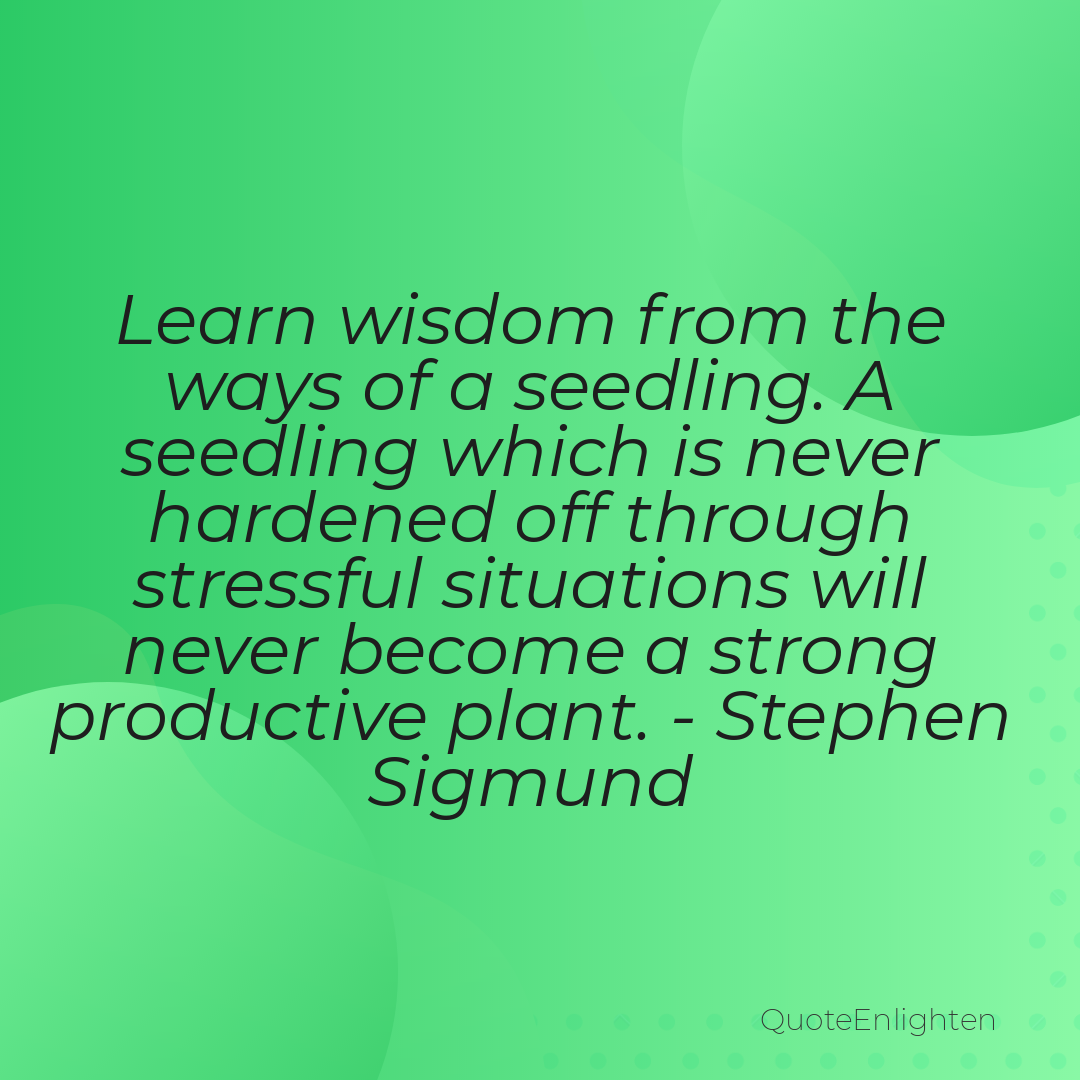 Learn wisdom from the
ways of a seedling. A
seedling which is never
hardened off through
stressful situations will
never become a strong
productive plant. - Stephen
Sigmund
QuoteEnlighten